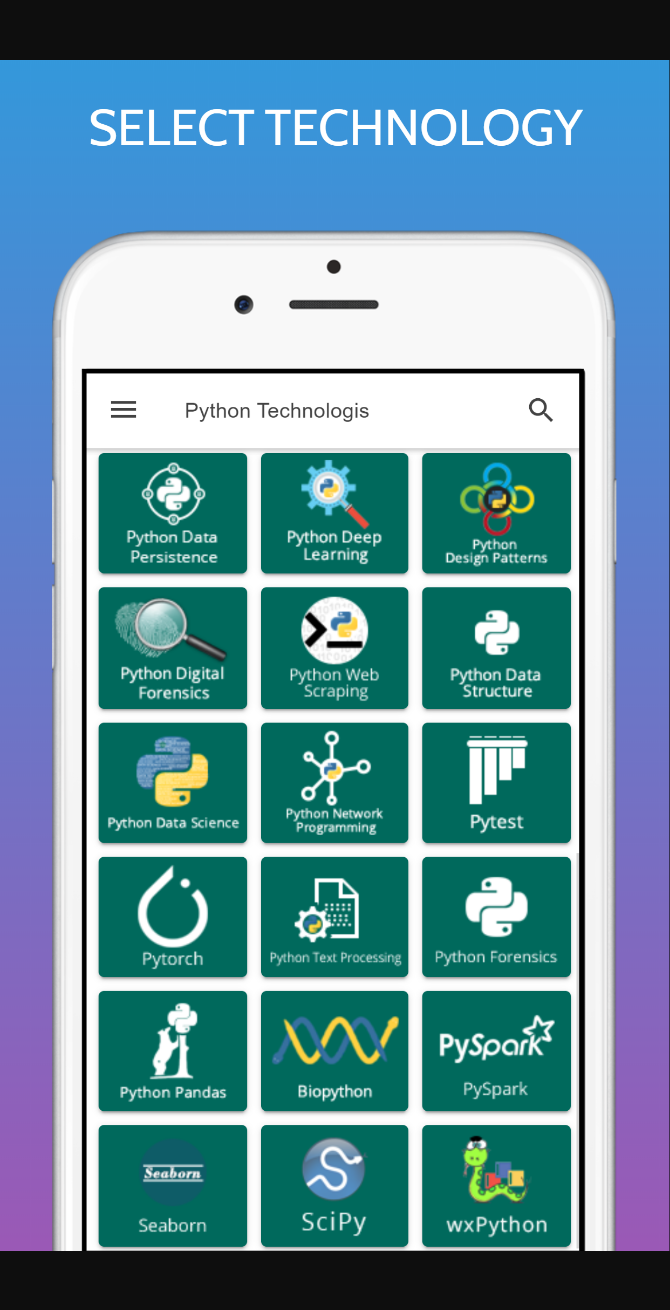 SELECT TECHNOLOGY
Python Technologis
Python Data
Persistence
Python Deep
Learning
Python
Design Patterns
Python Digital
Forensics
Python Web
Scraping
Python Data
Structure
Python Data Science
Python Network
Programming
Pytest
Pytorch
Python Text Processing
Python Forensics
Python Pandas
Biopython
PySpark
PySpark
Seaborn
Seaborn
SciPy
wxPython